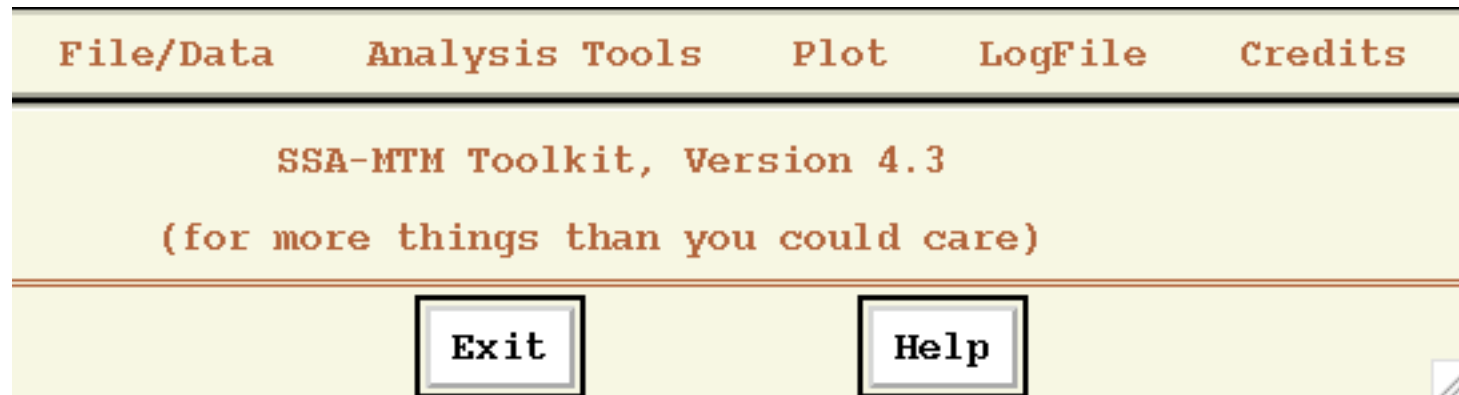 File/Data Analysis Tools Plot LogFile Credits
SSA-MTM Toolkit, Version 4.3
(for more things than you could care)
Exit Help